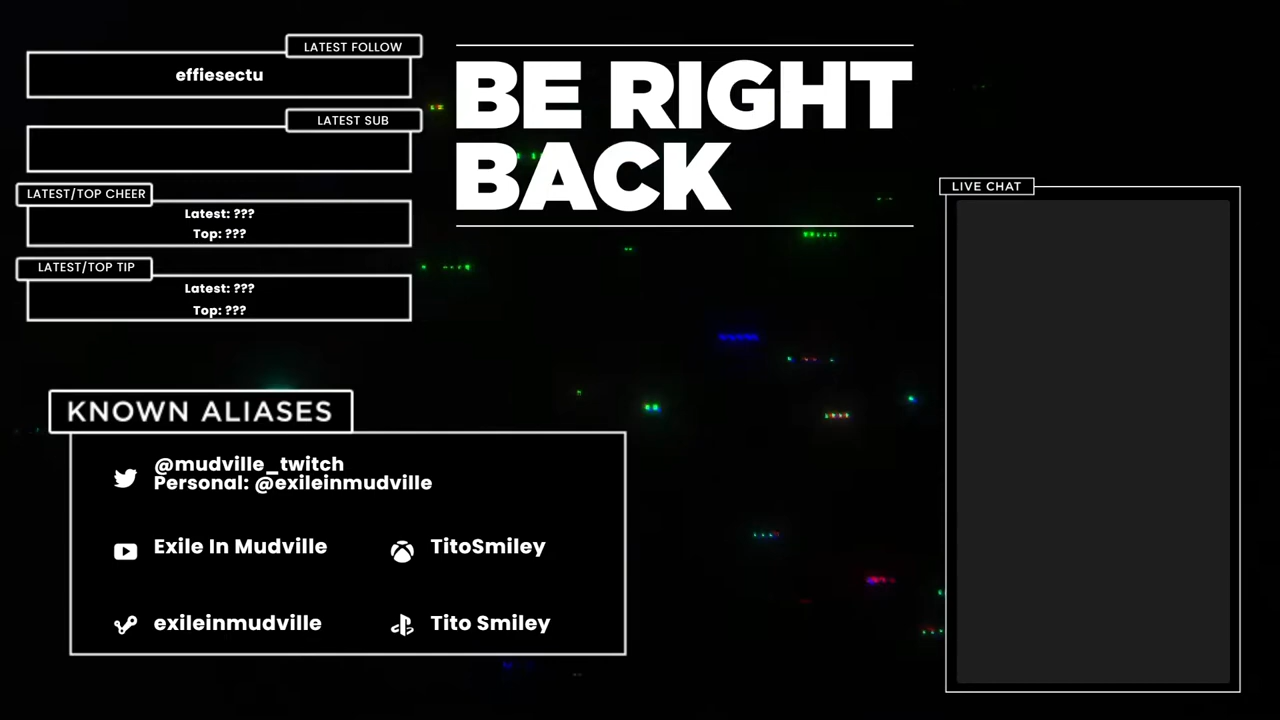 LATEST FOLLOW
effiesectu
LATEST SUB
LATEST/TOP CHEER
Latest: ???
Top: ???
LATEST/TOP TIP
Latest: ???
Top: ???
BE RIGHT
BACK
LIVE CHAT
KNOWN ALIASES
@mudville_twitch
Personal: @exileinmudville
Exile In Mudville
TitoSmiley
exileinmudville
Tito Smiley